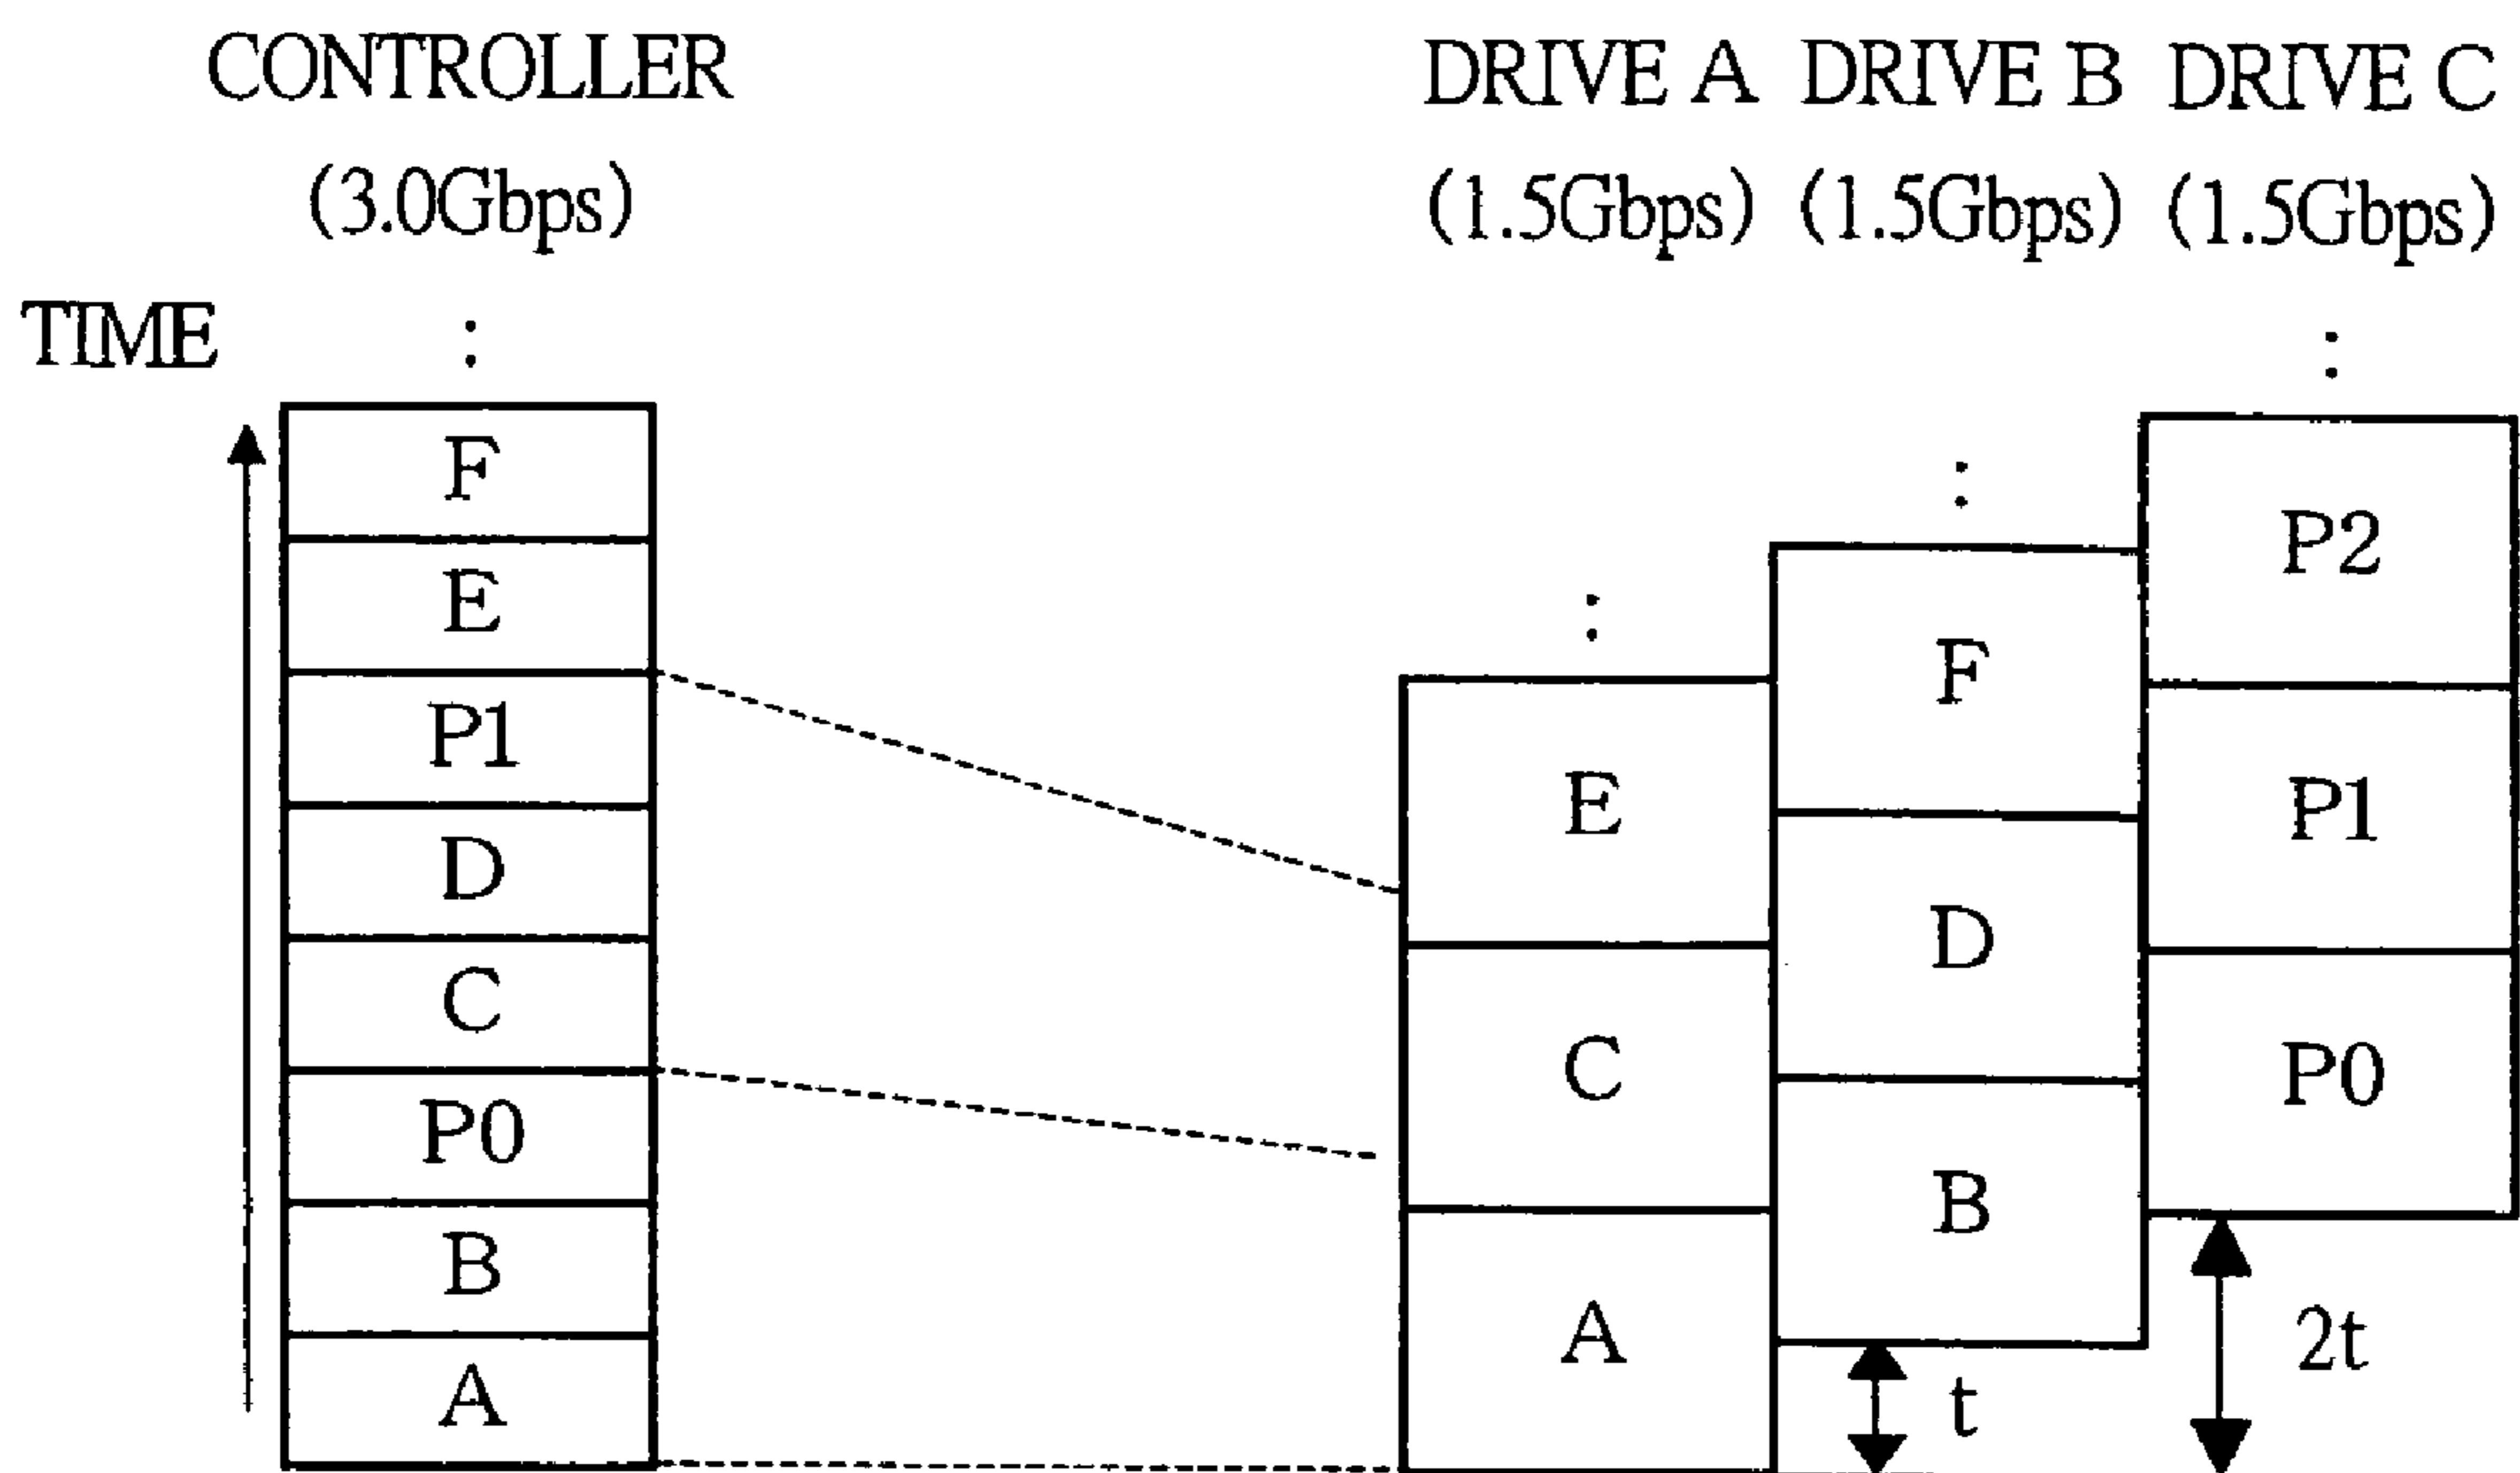 CONTROLLER DRIVE A DRIVE B DRIVE C
(3.0Gbps) (1.5Gbps) (1.5Gbps) (1.5Gbps)
TIME : :
F
:
P2
E
:
F
P1
E
P1
D
D
C
C
P0
P0
B
B
A
2t
A
t